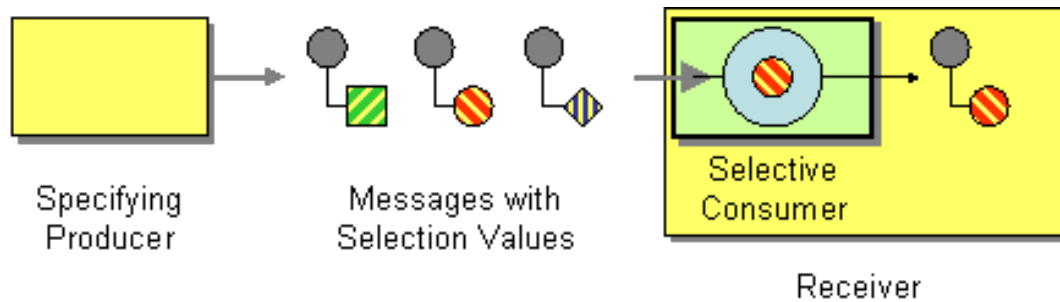 Specifying
Producer
Messages with
Selection Values
Selective
Consumer
Receiver